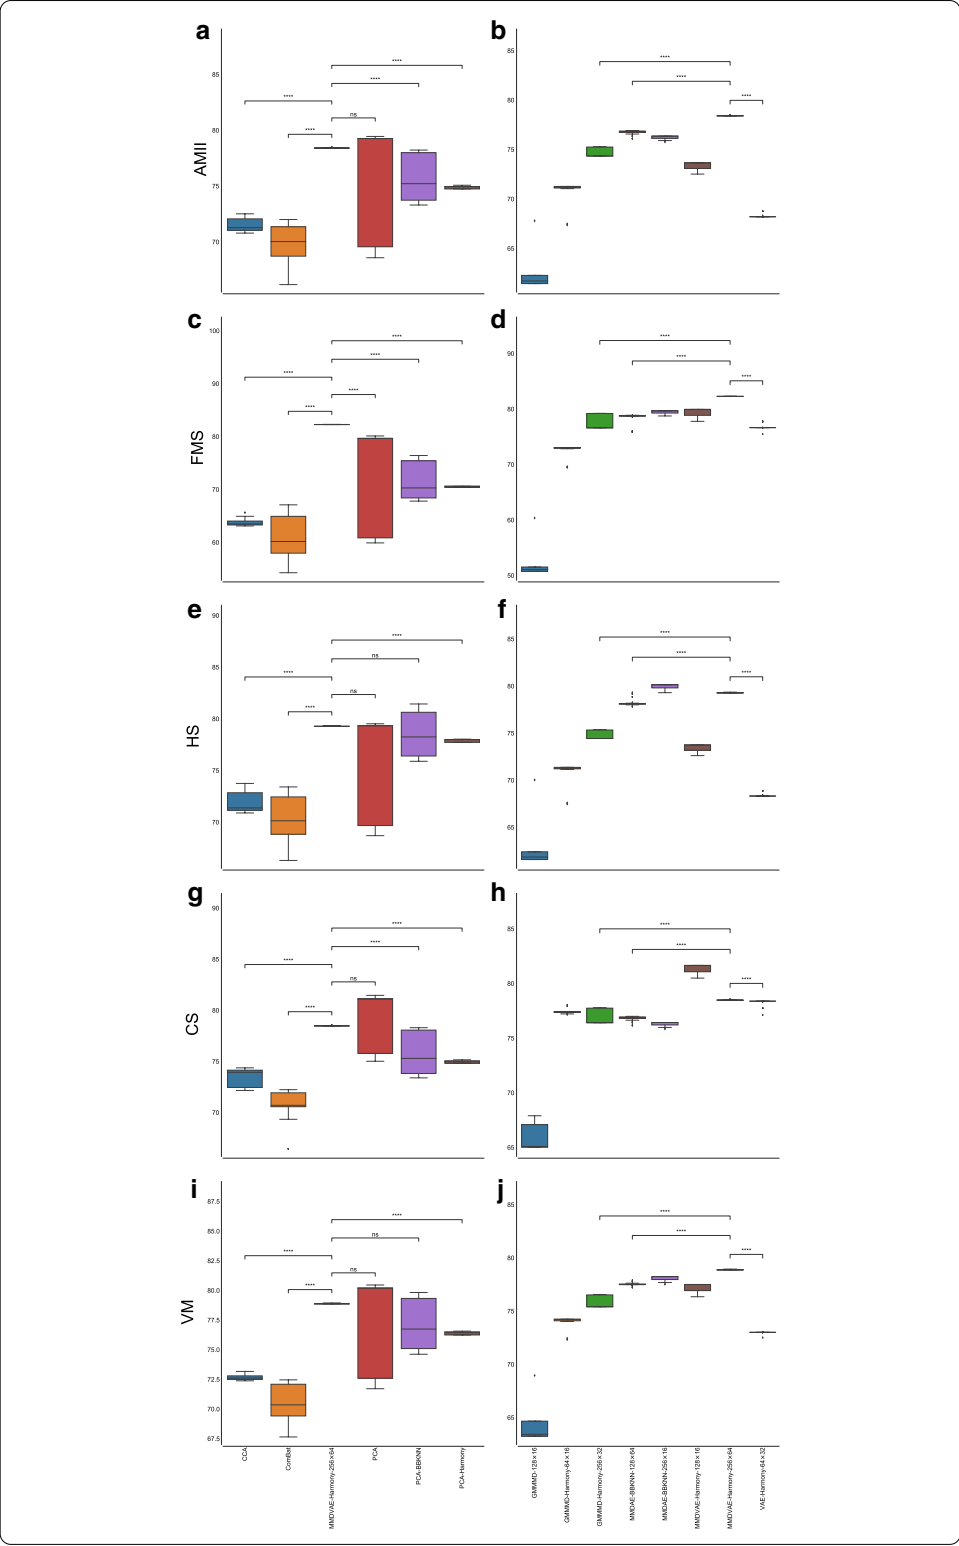 a
AMII
85
80
75
70
****
****
****
ns
****
b
85
80
75
70
65
****
****
****
c
FMS
100
90
80
70
60
****
****
****
****
****
d
90
80
70
60
50
****
****
****
e
HS
90
85
80
75
70
****
ns
****
ns
****
f
85
80
75
70
65
****
****
****
g
CS
90
85
80
75
70
****
****
****
ns
****
h
85
80
75
70
65
****
****
****
i
VM
87.5
85.0
82.5
80.0
77.5
75.0
72.5
70.0
67.5
****
ns
****
ns
****
CCA
ComBat
MMDVAE-Harmony-256×64
PCA
PCA-BBKNN
PCA-Harmony
j
85
80
75
70
65
****
****
****
GMMMD-128×16
GMMMD-Harmony-64×16
GMMMD-Harmony-256×32
MMDAE-BBKNN-128×64
MMDAE-BBKNN-256×16
MMDVAE-Harmony-128×16
MMDVAE-Harmony-256×64
VAE-Harmony-64×32